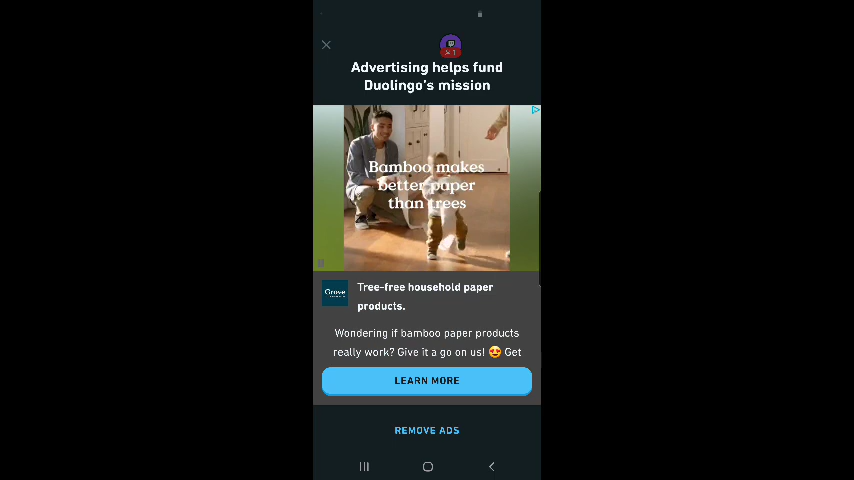 Advertising helps fund
Duolingo's mission
Bamboo makes
better paper
than trees
Grove
Tree-free household paper
products.
Wondering if bamboo paper products
really work? Give it a go on us! 😍 Get
LEARN MORE
REMOVE ADS